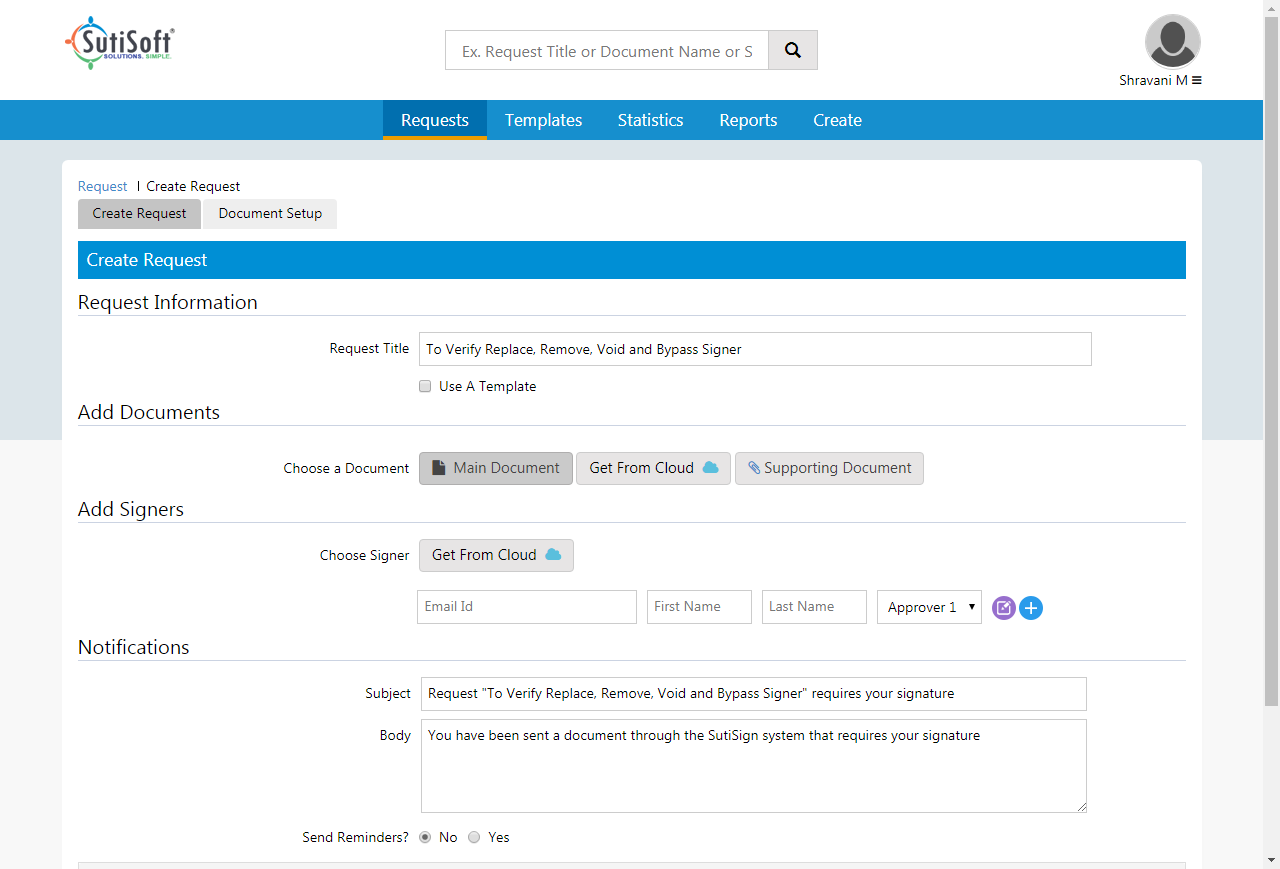 SutiSoft®
SOLUTIONS. SIMPLE.
Ex. Request Title or Document Name or S
Shravani M
Requests Templates Statistics Reports Create
Request | Create Request
Create Request Document Setup
Create Request
Request Information
Request Title To Verify Replace, Remove, Void and Bypass Signer
Use A Template
Add Documents
Choose a Document Main Document Get From Cloud Supporting Document
Add Signers
Choose Signer Get From Cloud
Email Id First Name Last Name Approver 1
Notifications
Subject Request "To Verify Replace, Remove, Void and Bypass Signer" requires your signature
Body You have been sent a document through the SutiSign system that requires your signature
Send Reminders? No Yes